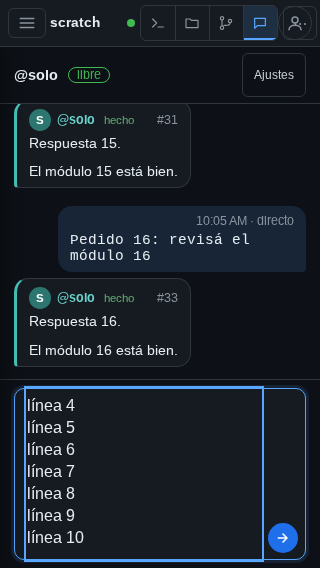 scratch
@solo libre
Ajustes
S @solo hecho #31
Respuesta 15.
El módulo 15 está bien.
10:05 AM · directo
Pedido 16: revisá el
módulo 16
S @solo hecho #33
Respuesta 16.
El módulo 16 está bien.
línea 4
línea 5
línea 6
línea 7
línea 8
línea 9
línea 10